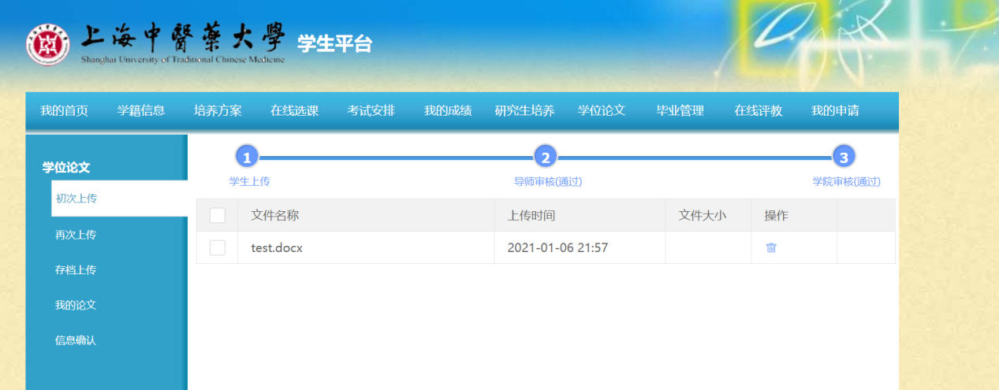 上海中醫藥大學 学生平台
Shanghai University of Traditional Chinese Medicine
我的首页 学籍信息 培养方案 在线选课 考试安排 我的成绩 研究生培养 学位论文 毕业管理 在线评教 我的申请
学位论文
初次上传
再次上传
存档上传
我的论文
信息确认
1 2 3
学生上传 导师审核(通过) 学院审核(通过)
文件名称 上传时间 文件大小 操作
test.docx 2021-01-06 21:57